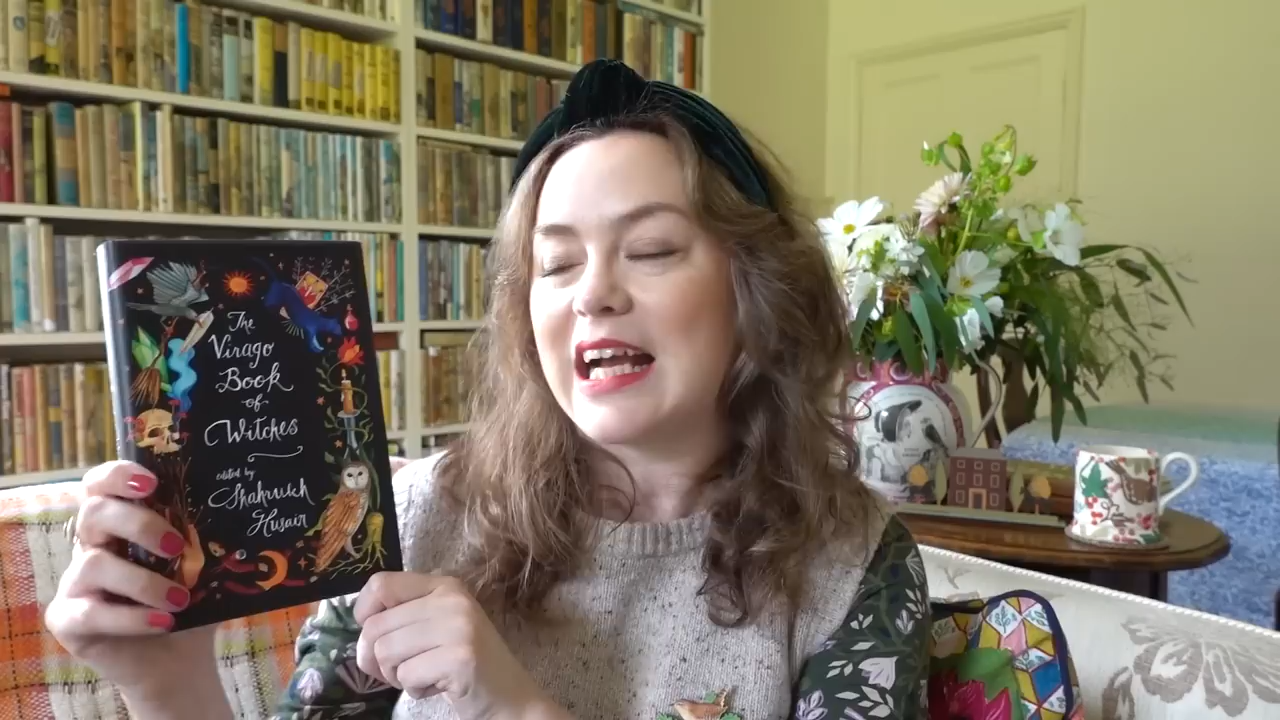 The
Virago
Book
of
Witches
edited by
Shahrukh
Husain